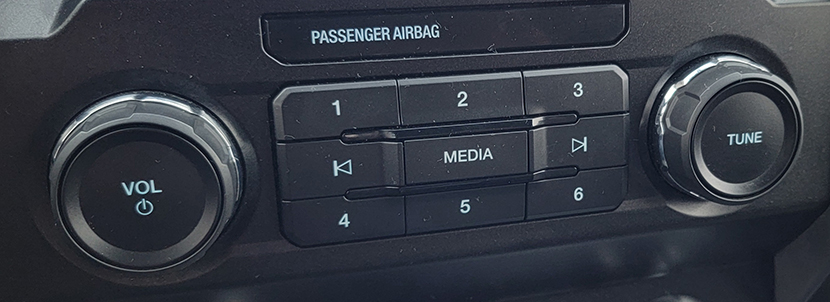 PASSENGER AIRBAG
1 2 3
VOL MEDIA TUNE
4 5 6